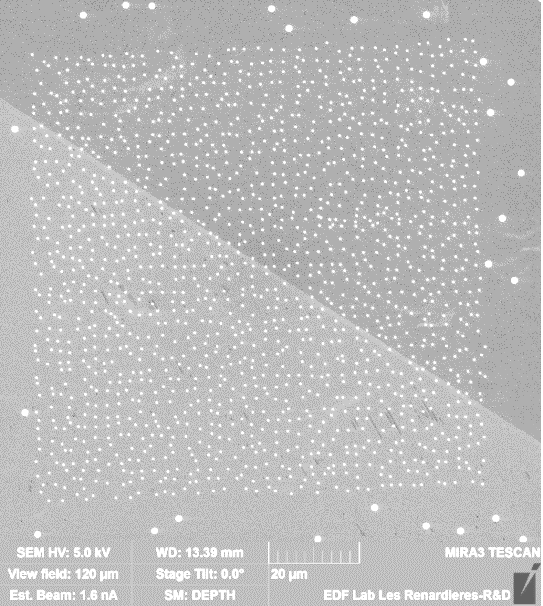 SEM HV: 5.0 kV WD: 13.39 mm MIRA3 TESCAN
View field: 120 µm Stage Tilt: 0.0° 20 µm
Est. Beam: 1.6 nA SM: DEPTH EDF Lab Les Renardieres-R&D